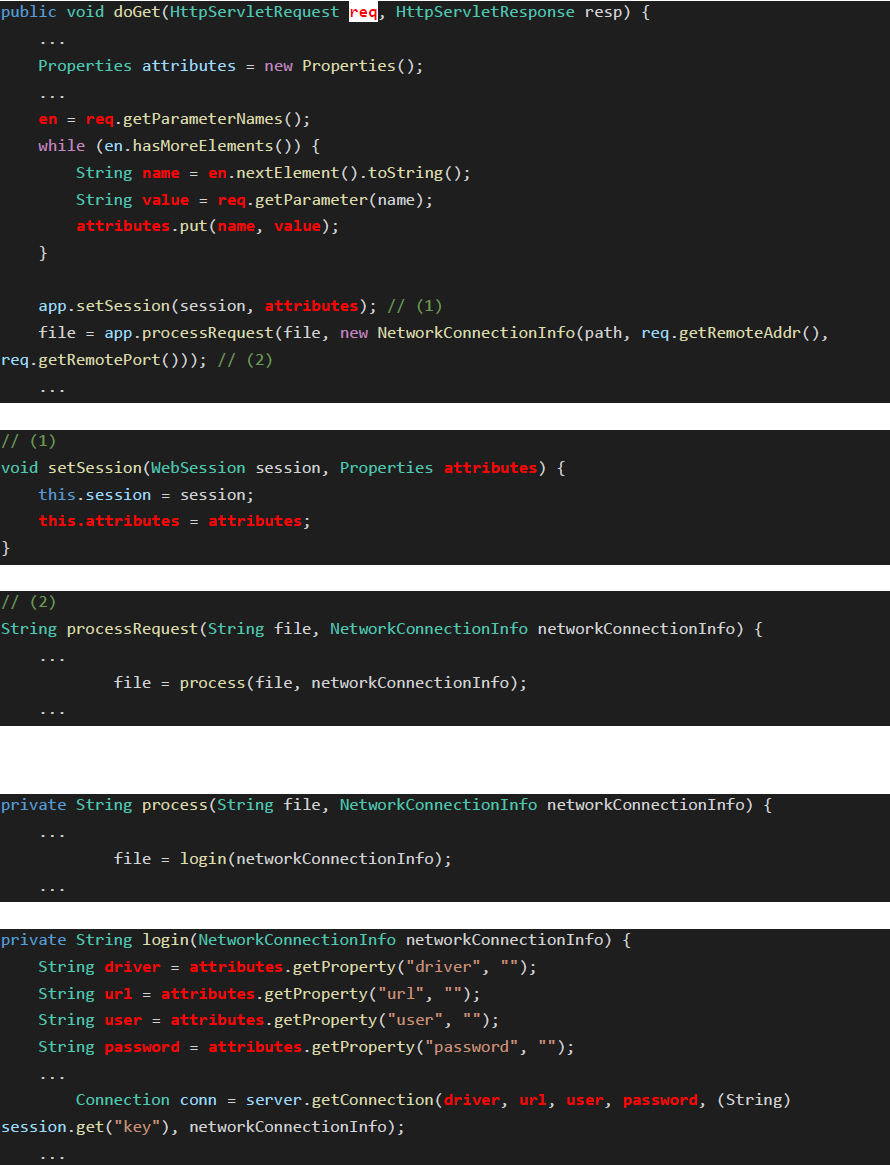 public void doGet(HttpServletRequest req, HttpServletResponse resp) {
    ...
    Properties attributes = new Properties();
    ...
    en = req.getParameterNames();
    while (en.hasMoreElements()) {
        String name = en.nextElement().toString();
        String value = req.getParameter(name);
        attributes.put(name, value);
    }

    app.setSession(session, attributes); // (1)
    file = app.processRequest(file, new NetworkConnectionInfo(path, req.getRemoteAddr(),
req.getRemotePort())); // (2)
    ...

// (1)
void setSession(WebSession session, Properties attributes) {
    this.session = session;
    this.attributes = attributes;
}

// (2)
String processRequest(String file, NetworkConnectionInfo networkConnectionInfo) {
    ...
            file = process(file, networkConnectionInfo);
    ...

private String process(String file, NetworkConnectionInfo networkConnectionInfo) {
    ...
            file = login(networkConnectionInfo);
    ...

private String login(NetworkConnectionInfo networkConnectionInfo) {
    String driver = attributes.getProperty("driver", "");
    String url = attributes.getProperty("url", "");
    String user = attributes.getProperty("user", "");
    String password = attributes.getProperty("password", "");
    ...
        Connection conn = server.getConnection(driver, url, user, password, (String)
session.get("key"), networkConnectionInfo);
    ...